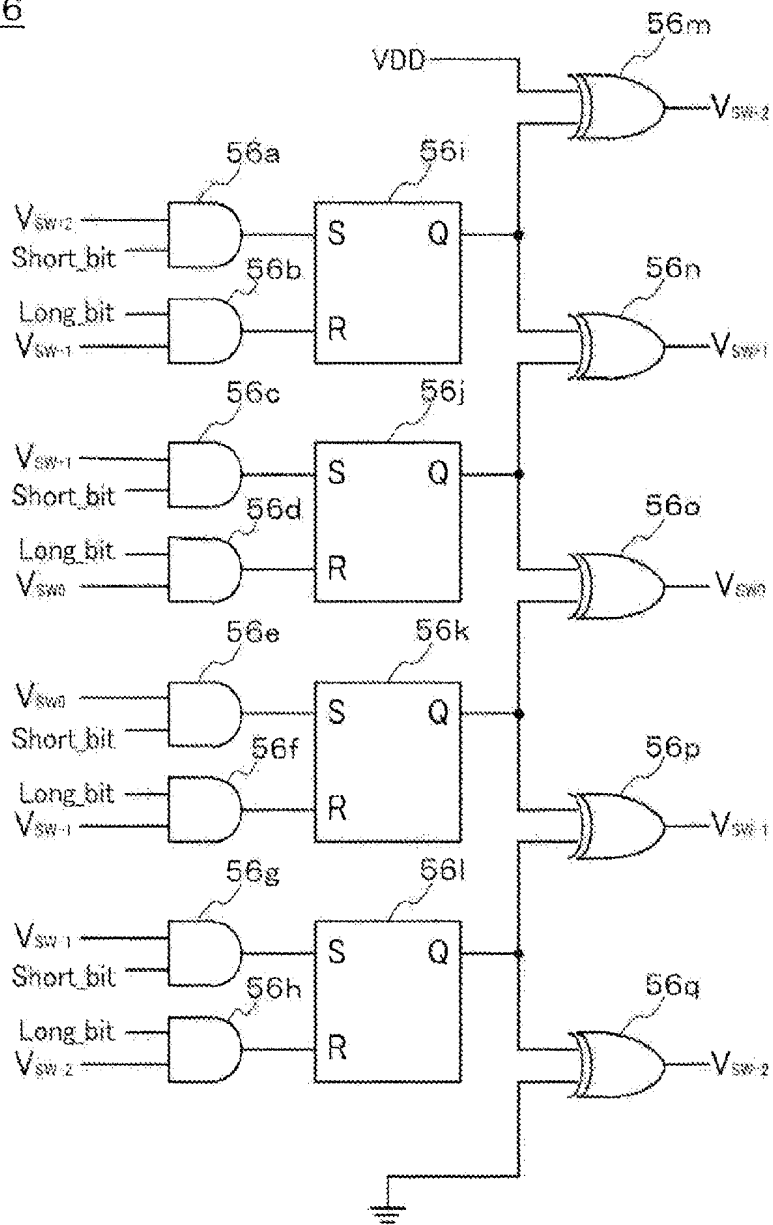 6
56m
VDD
VSW+2
56a
56i
VSW+2
S
Q
Short_bit
56b
56n
Long_bit
R
VSW+1
VSW+1
56c
56j
VSW+1
S
Q
Short_bit
56d
56o
Long_bit
R
VSW0
VSW0
56e
56k
VSW0
S
Q
Short_bit
56f
56p
Long_bit
R
VSW-1
VSW-1
56g
56l
VSW-1
S
Q
Short_bit
56h
56q
Long_bit
R
VSW-2
VSW-2